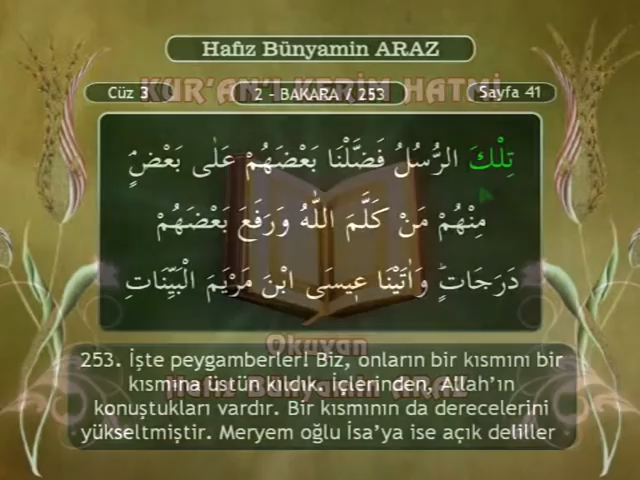 Hafız Bünyamin ARAZ
KUR'AN'I KERİM HATMİ
Cüz 3
2 - BAKARA / 253
Sayfa 41
تِلْكَ الرُّسُلُ فَضَّلْنَا بَعْضَهُمْ عَلٰى بَعْضٍۘ
مِنْهُمْ مَنْ كَلَّمَ اللّٰهُ وَرَفَعَ بَعْضَهُمْ
دَرَجَاتٍۜ وَاٰتَيْنَا ع۪يسَى ابْنَ مَرْيَمَ الْبَيِّنَاتِ
Okuyan
Hafız Bünyamin ARAZ
253. İşte peygamberler! Biz, onların bir kısmını bir
kısmına üstün kıldık. İçlerinden, Allah'ın
konuştukları vardır. Bir kısmının da derecelerini
yükseltmiştir. Meryem oğlu İsa'ya ise açık deliller